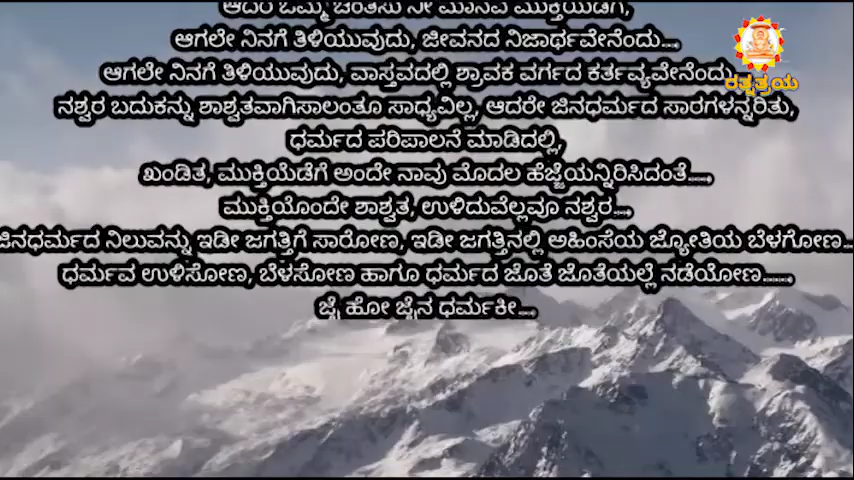 ಆದರೆ ಒಮ್ಮೆ ಚಿಂತಿಸು ನೀ ಮಾನವ ಮುಕ್ತಿಯೆಡೆಗೆ,
ಆಗಲೇ ನಿನಗೆ ತಿಳಿಯುವುದು, ಜೀವನದ ನಿಜಾರ್ಥವೇನೆಂದು....
ಆಗಲೇ ನಿನಗೆ ತಿಳಿಯುವುದು, ವಾಸ್ತವದಲ್ಲಿ ಶ್ರಾವಕ ವರ್ಗದ ಕರ್ತವ್ಯವೇನೆಂದು
ರತ್ನತ್ರಯ
ನಶ್ವರ ಬದುಕನ್ನು ಶಾಶ್ವತವಾಗಿಸಾಲಂತೂ ಸಾಧ್ಯವಿಲ್ಲ, ಆದರೇ ಜಿನಧರ್ಮದ ಸಾರಗಳನ್ನರಿತು,
ಧರ್ಮದ ಪರಿಪಾಲನೆ ಮಾಡಿದಲ್ಲಿ,
ಖಂಡಿತ, ಮುಕ್ತಿಯೆಡೆಗೆ ಅಂದೇ ನಾವು ಮೊದಲ ಹೆಜ್ಜೆಯನ್ನಿರಿಸಿದಂತೆ.....
ಮುಕ್ತಿಯೊಂದೇ ಶಾಶ್ವತ, ಉಳಿದುವೆಲ್ಲವೂ ನಶ್ವರ....
ಜಿನಧರ್ಮದ ನಿಲುವನ್ನು ಇಡೀ ಜಗತ್ತಿಗೆ ಸಾರೋಣ, ಇಡೀ ಜಗತ್ತಿನಲ್ಲಿ ಅಹಿಂಸೆಯ ಜ್ಯೋತಿಯ ಬೆಳಗೋಣ...
ಧರ್ಮವ ಉಳಿಸೋಣ, ಬೆಳಸೋಣ ಹಾಗೂ ಧರ್ಮದ ಜೊತೆ ಜೊತೆಯಲ್ಲೆ ನಡೆಯೋಣ.......
ಜೈ ಹೋ ಜೈನ ಧರ್ಮಕೀ....